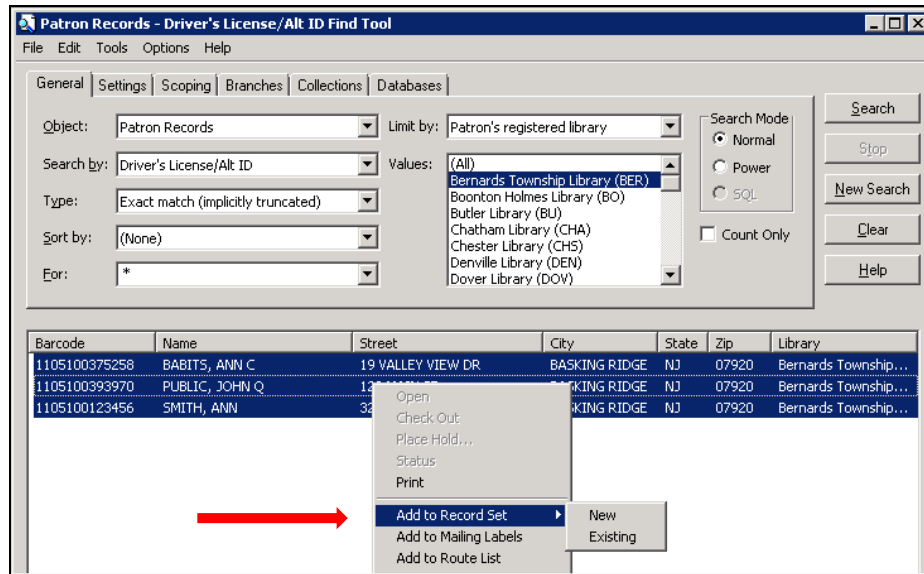 Patron Records - Driver's License/Alt ID Find Tool
File Edit Tools Options Help
General Settings Scoping Branches Collections Databases
Object: Patron Records
Search by: Driver's License/Alt ID
Type: Exact match (implicitly truncated)
Sort by: (None)
For: *
Limit by: Patron's registered library
Values: (All)
Bernards Township Library (BER)
Boonton Holmes Library (BO)
Butler Library (BU)
Chatham Library (CHA)
Chester Library (CHS)
Denville Library (DEN)
Dover Library (DOV)
Search Mode
Normal
Power
SQL
Count Only
Search
Stop
New Search
Clear
Help
Barcode Name Street City State Zip Library
1105100375258 BABITS, ANN C 19 VALLEY VIEW DR BASKING RIDGE NJ 07920 Bernards Township...
1105100393970 PUBLIC, JOHN Q NJ 07920 Bernards Township...
1105100123456 SMITH, ANN RIDGE NJ 07920 Bernards Township...
Open
Check Out
Place Hold...
Status
Print
Add to Record Set
Add to Mailing Labels
Add to Route List
New
Existing